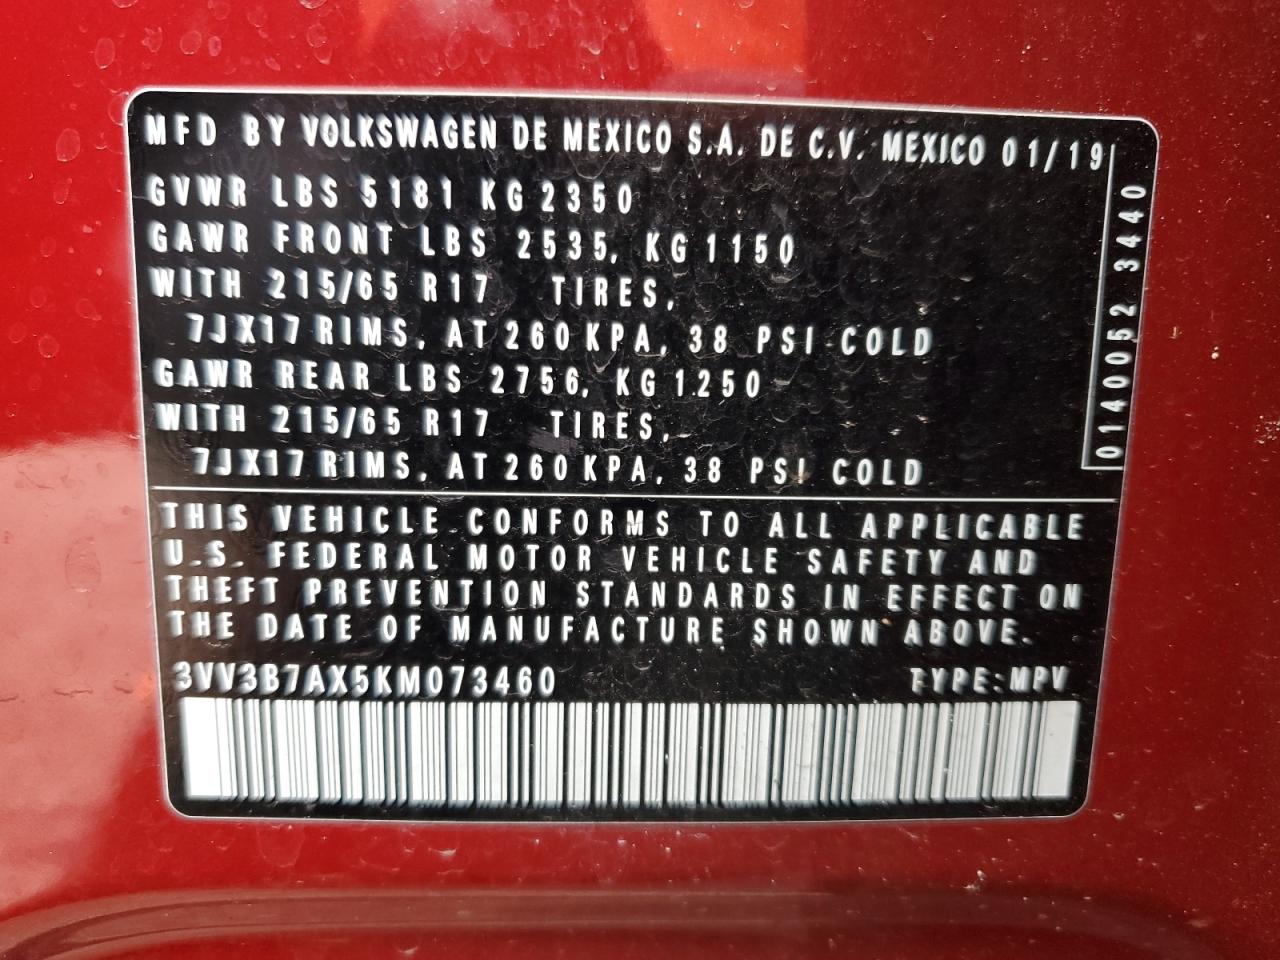 MFD BY VOLKSWAGEN DE MEXICO S.A. DE C.V. MEXICO 01/19
GVWR LBS 5181 KG 2350
GAWR FRONT LBS 2535, KG 1150
WITH 215/65 R17 TIRES,
7JX17 RIMS, AT 260 KPA, 38 PSI COLD
GAWR REAR LBS 2756, KG 1250
WITH 215/65 R17 TIRES,
7JX17 RIMS, AT 260 KPA, 38 PSI COLD
0140052 3440
THIS VEHICLE CONFORMS TO ALL APPLICABLE
U.S. FEDERAL MOTOR VEHICLE SAFETY AND
THEFT PREVENTION STANDARDS IN EFFECT ON
THE DATE OF MANUFACTURE SHOWN ABOVE.
3VV3B7AX5KM073460 TYPE: MPV